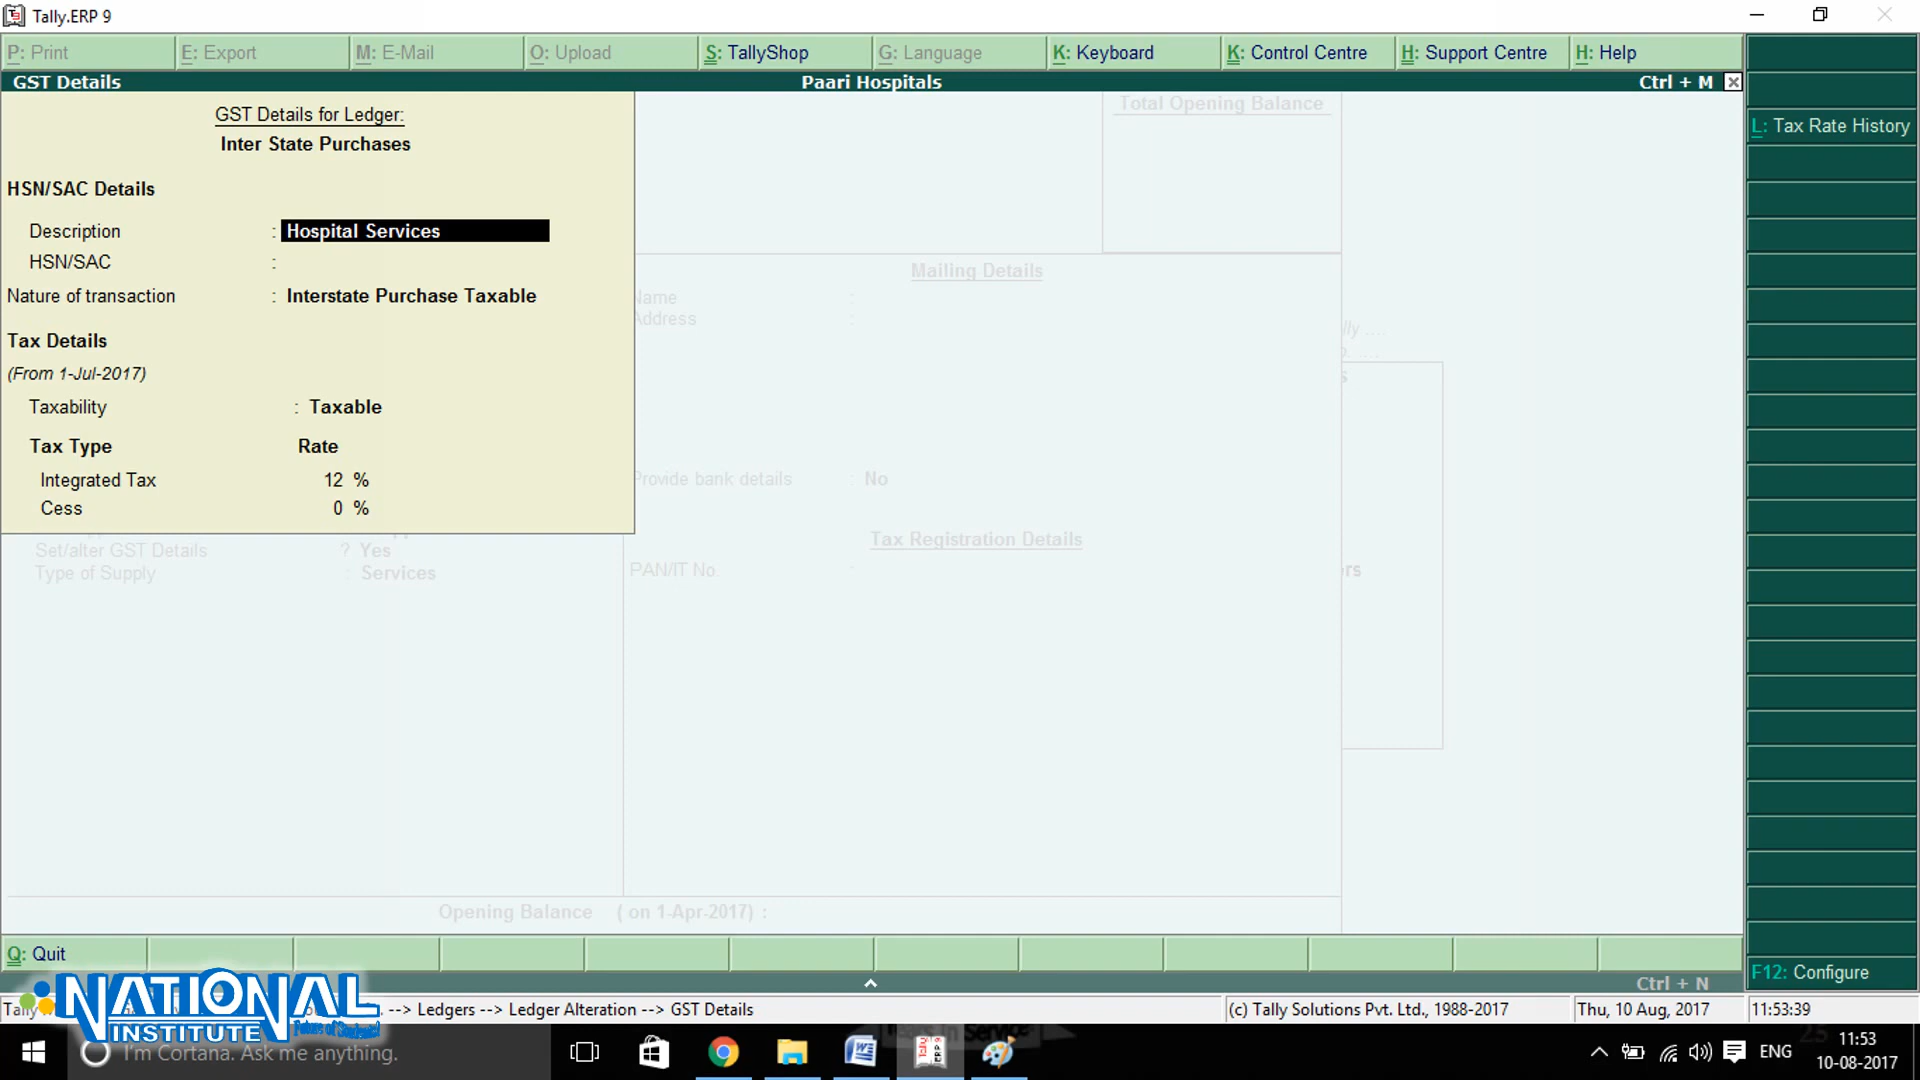 Tally.ERP 9
P: Print
E: Export
M: E-Mail
O: Upload
S: TallyShop
G: Language
K: Keyboard
K: Control Centre
H: Support Centre
H: Help
GST Details
Paari Hospitals
Ctrl + M
GST Details for Ledger:
Inter State Purchases
Total Opening Balance
L: Tax Rate History
HSN/SAC Details
Description : Hospital Services
HSN/SAC :
Nature of transaction : Interstate Purchase Taxable
Mailing Details
Name :
Address :
Tax Details
(From 1-Jul-2017)
Taxability : Taxable
Tax Type Rate
Integrated Tax 12 %
Cess 0 %
Provide bank details : No
Tax Registration Details
PAN/IT No. :
Set/alter GST Details ? Yes
Type of Supply : Services
Opening Balance ( on 1-Apr-2017) :
Q: Quit
F12: Configure
Ctrl + N
NATIONAL
INSTITUTE
--> Ledgers --> Ledger Alteration --> GST Details
(c) Tally Solutions Pvt. Ltd., 1988-2017
Thu, 10 Aug, 2017
11:53:39
I'm Cortana. Ask me anything.
ENG
11:53
10-08-2017